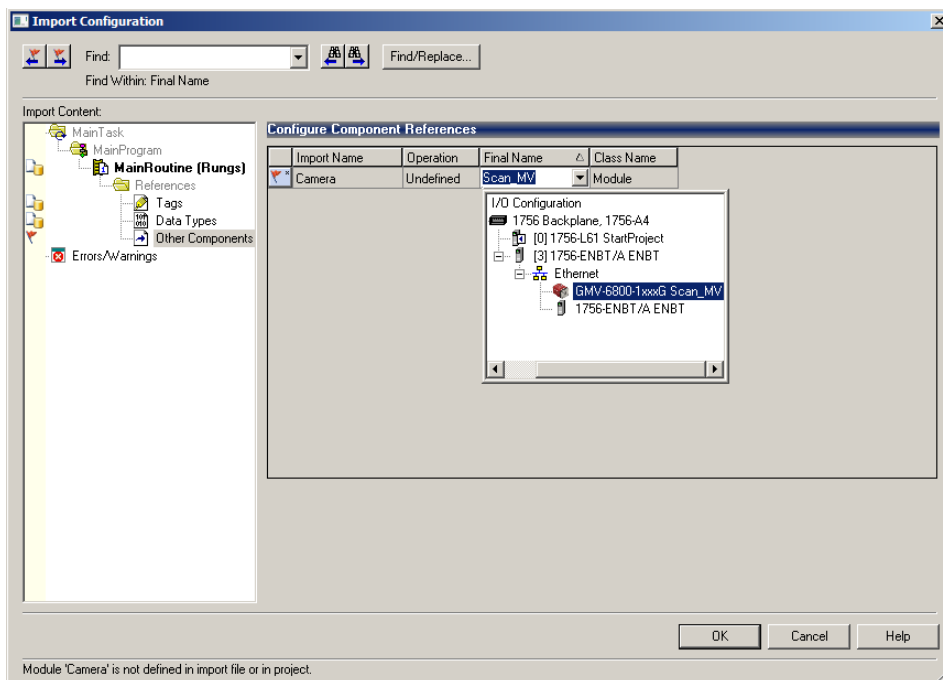 Import Configuration
Find:
Find/Replace...
Find Within: Final Name
Import Content:
MainTask
MainProgram
MainRoutine (Rungs)
References
Tags
Data Types
Other Components
Errors/Warnings
Configure Component References
Import Name Operation Final Name Class Name
Camera Undefined Scan_MV Module
I/O Configuration
1756 Backplane, 1756-A4
[0] 1756-L61 StartProject
[3] 1756-ENBT/A ENBT
Ethernet
GMV-6800-1xxxG Scan_MV
1756-ENBT/A ENBT
OK Cancel Help
Module 'Camera' is not defined in import file or in project.